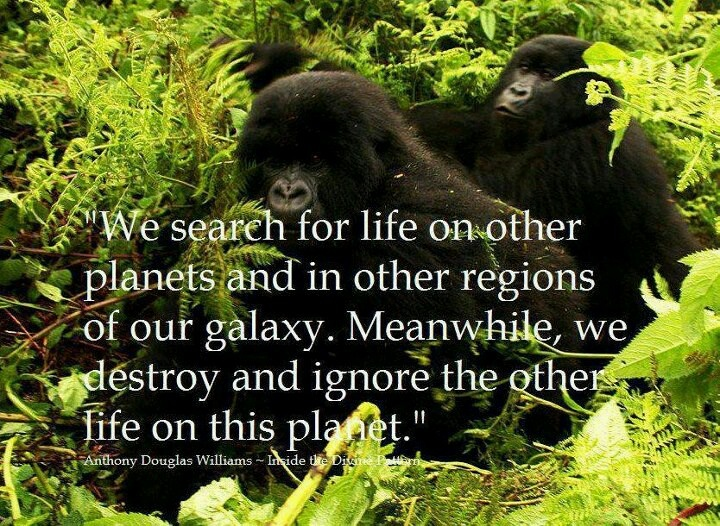 "We search for life on other
planets and in other regions
of our galaxy. Meanwhile, we
destroy and ignore the other
life on this planet."
Anthony Douglas Williams ~ Inside the Divine Pattern